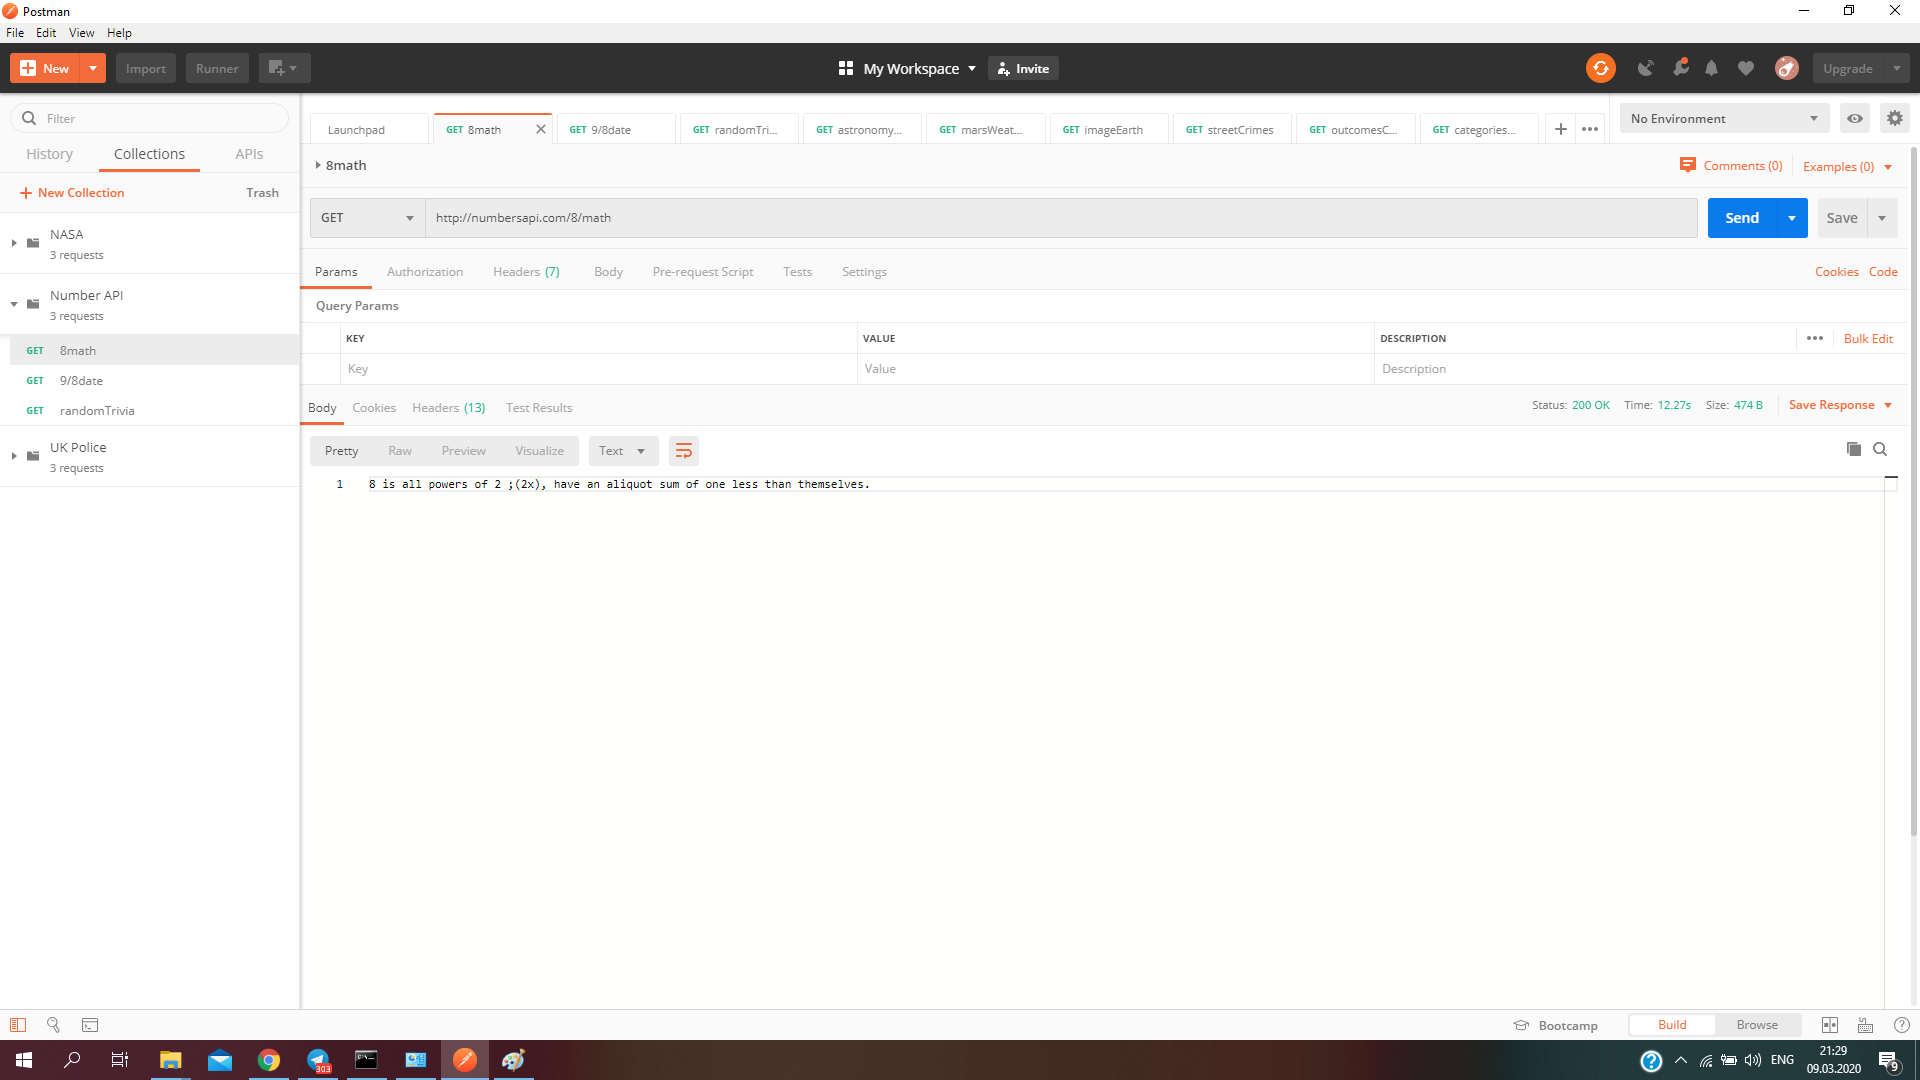 Postman
File Edit View Help
New Import Runner My Workspace Invite Upgrade
Filter
History Collections APIs
New Collection Trash
NASA
3 requests
Number API
3 requests
GET 8math
GET 9/8date
GET randomTrivia
UK Police
3 requests
Launchpad GET 8math GET 9/8date GET randomTri... GET astronomy... GET marsWeat... GET imageEarth GET streetCrimes GET outcomesC... GET categories... No Environment
8math Comments (0) Examples (0)
GET http://numbersapi.com/8/math Send Save
Params Authorization Headers (7) Body Pre-request Script Tests Settings Cookies Code
Query Params
KEY VALUE DESCRIPTION Bulk Edit
Key Value Description
Body Cookies Headers (13) Test Results Status: 200 OK Time: 12.27s Size: 474 B Save Response
Pretty Raw Preview Visualize Text
1 8 is all powers of 2 ;(2x), have an aliquot sum of one less than themselves.
Bootcamp Build Browse
303 ENG 21:29
09.03.2020 9